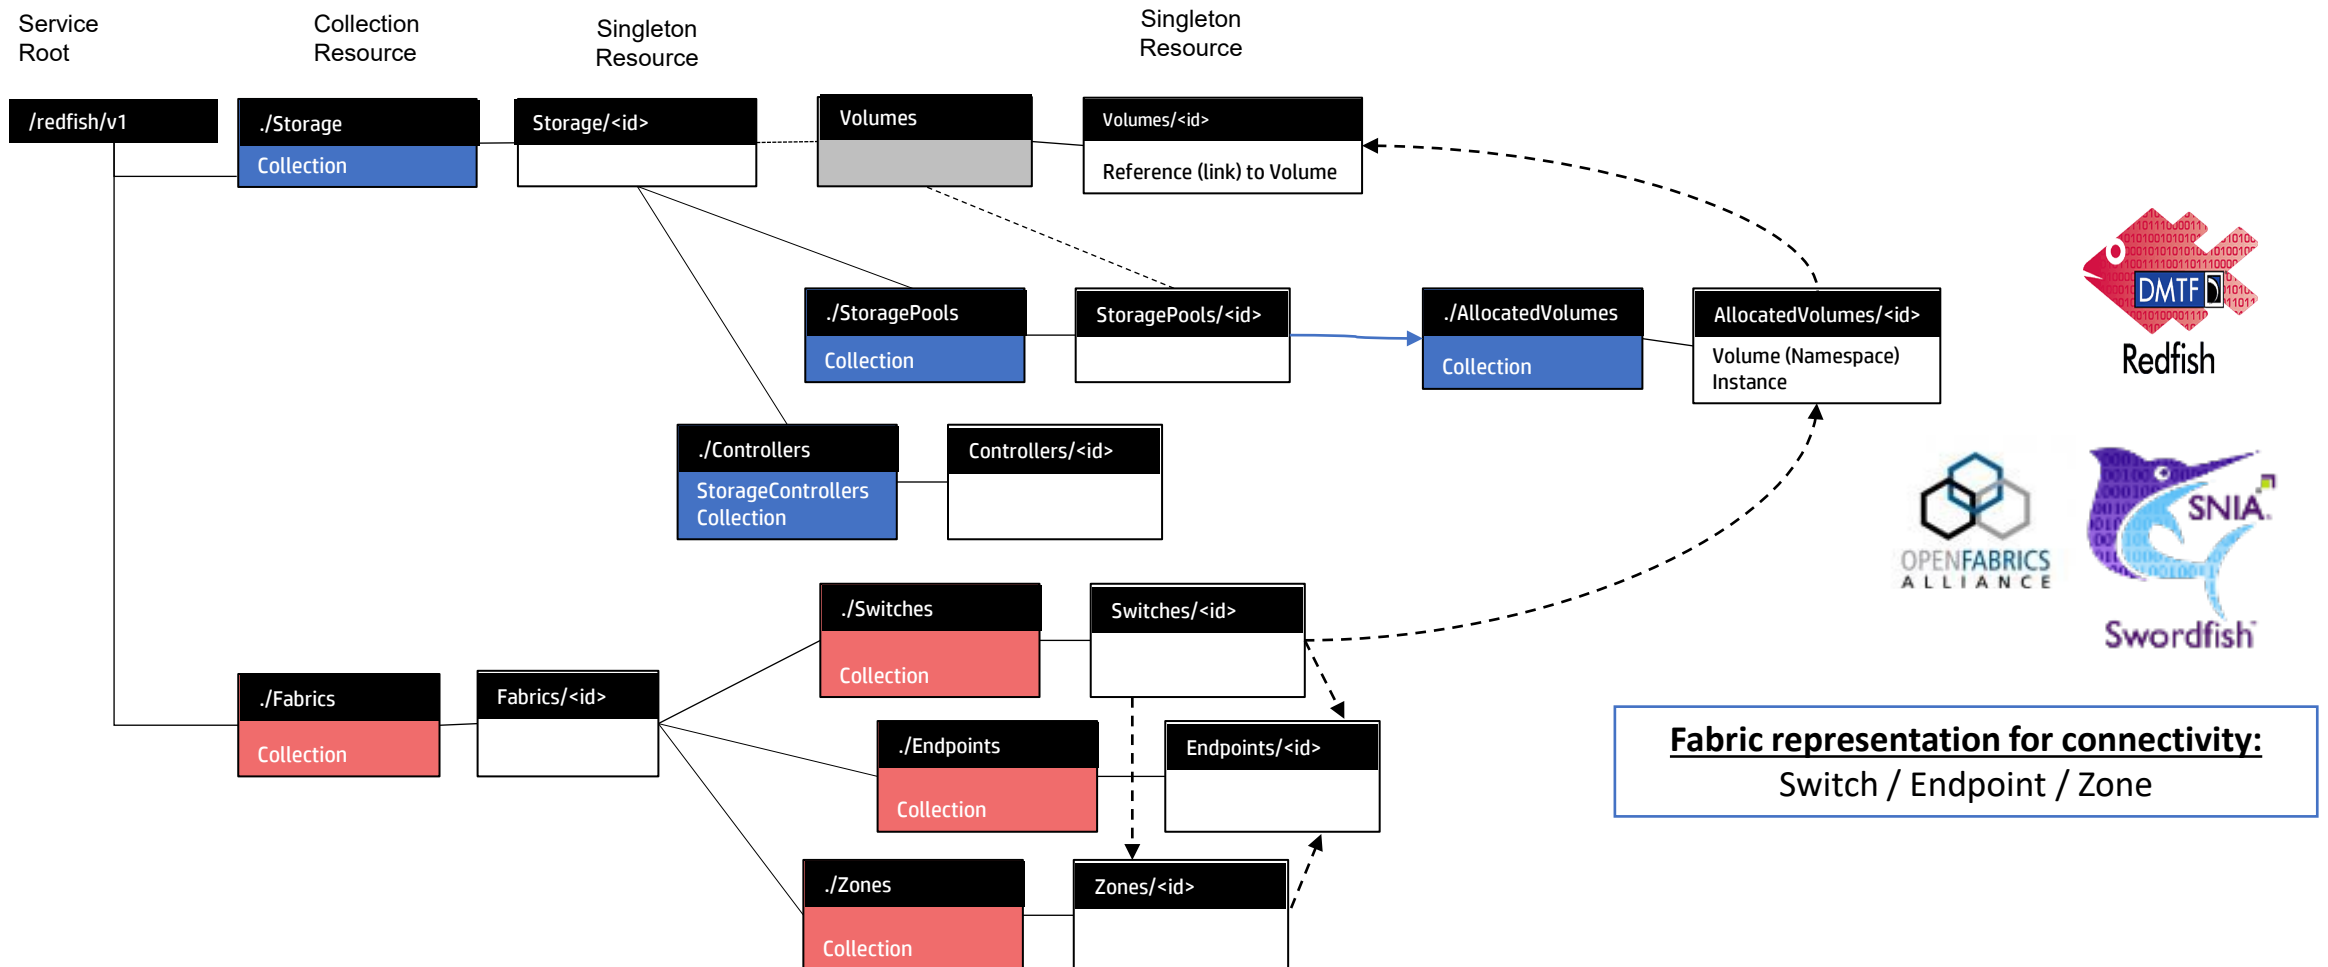 Service
Root
Collection
Resource
Singleton
Resource
Singleton
Resource
/redfish/v1
./Storage
Collection
Storage/<id>
Volumes
Volumes/<id>
Reference (link) to Volume
./StoragePools
Collection
StoragePools/<id>
./AllocatedVolumes
Collection
AllocatedVolumes/<id>
Volume (Namespace)
Instance
DMTF
Redfish
./Controllers
StorageControllers
Collection
Controllers/<id>
OPENFABRICS
ALLIANCE
SNIA
Swordfish
./Switches
Collection
Switches/<id>
./Fabrics
Collection
Fabrics/<id>
./Endpoints
Collection
Endpoints/<id>
./Zones
Collection
Zones/<id>
Fabric representation for connectivity:
Switch / Endpoint / Zone